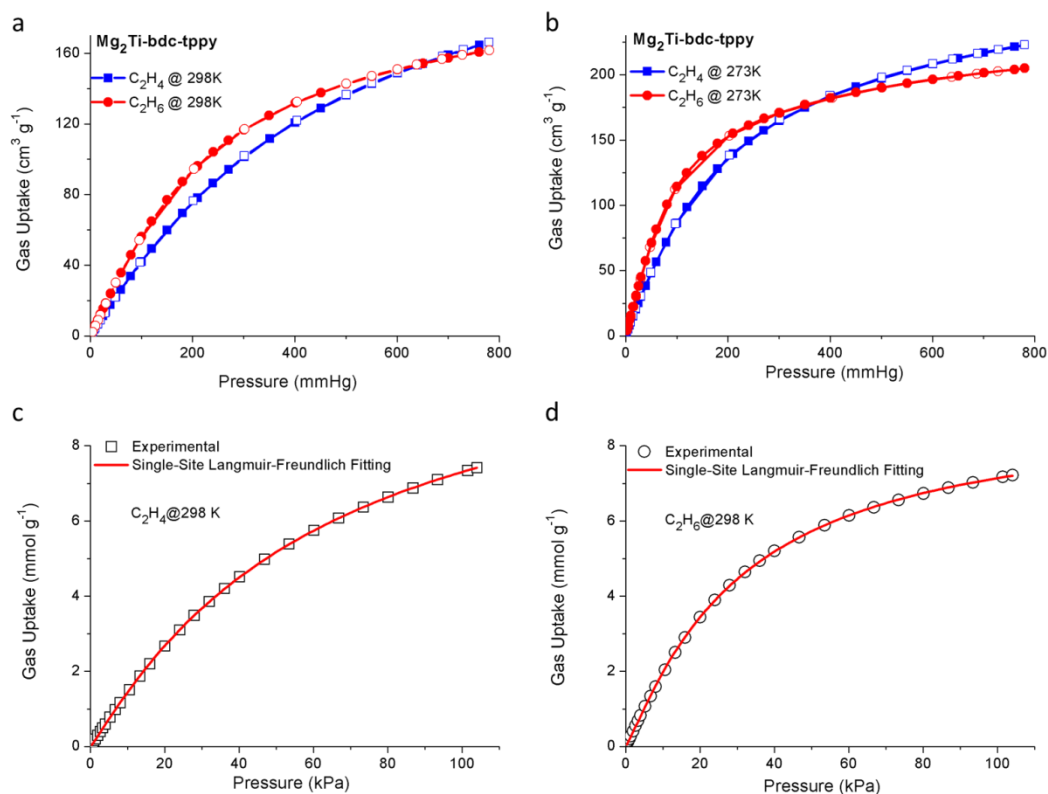 a
Mg₂Ti-bdc-tppy
C₂H₄ @ 298K
C₂H₆ @ 298K
160
120
80
40
0
0 200 400 600 800
Gas Uptake (cm³ g⁻¹)
Pressure (mmHg)
b
Mg₂Ti-bdc-tppy
C₂H₄ @ 273K
C₂H₆ @ 273K
200
150
100
50
0
0 200 400 600 800
Gas Uptake (cm³ g⁻¹)
Pressure (mmHg)
c
Experimental
Single-Site Langmuir-Freundlich Fitting
C₂H₄@298 K
8
6
4
2
0
0 20 40 60 80 100
Gas Uptake (mmol g⁻¹)
Pressure (kPa)
d
Experimental
Single-Site Langmuir-Freundlich Fitting
C₂H₆@298 K
8
6
4
2
0
0 20 40 60 80 100
Gas Uptake (mmol g⁻¹)
Pressure (kPa)